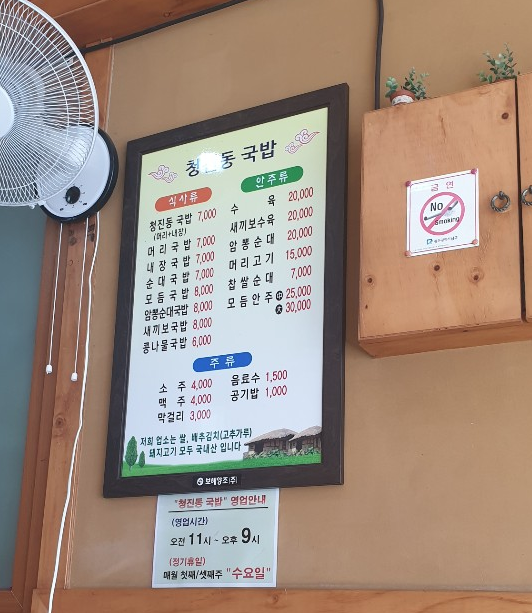 청진동 국밥
식사류
청진동 국밥 7,000
(머리+내장)
머리국밥 7,000
내장국밥 7,000
순대국밥 7,000
모듬국밥 8,000
암뽕순대국밥 8,000
새끼보국밥 8,000
콩나물국밥 6,000
안주류
수육 20,000
새끼보수육 20,000
암뽕순대 20,000
머리고기 15,000
찹쌀순대 7,000
모듬안주 中 25,000
大 30,000
주류
소주 4,000
맥주 4,000
막걸리 3,000
음료수 1,500
공기밥 1,000
저희 업소는 쌀, 배추김치(고추가루)
돼지고기 모두 국내산 입니다
보해양조(주)
"청진동 국밥" 영업안내
(영업시간)
오전 11시 ~ 오후 9시
(정기휴일)
매월 첫째/셋째주 "수요일"
금연
No
Smoking